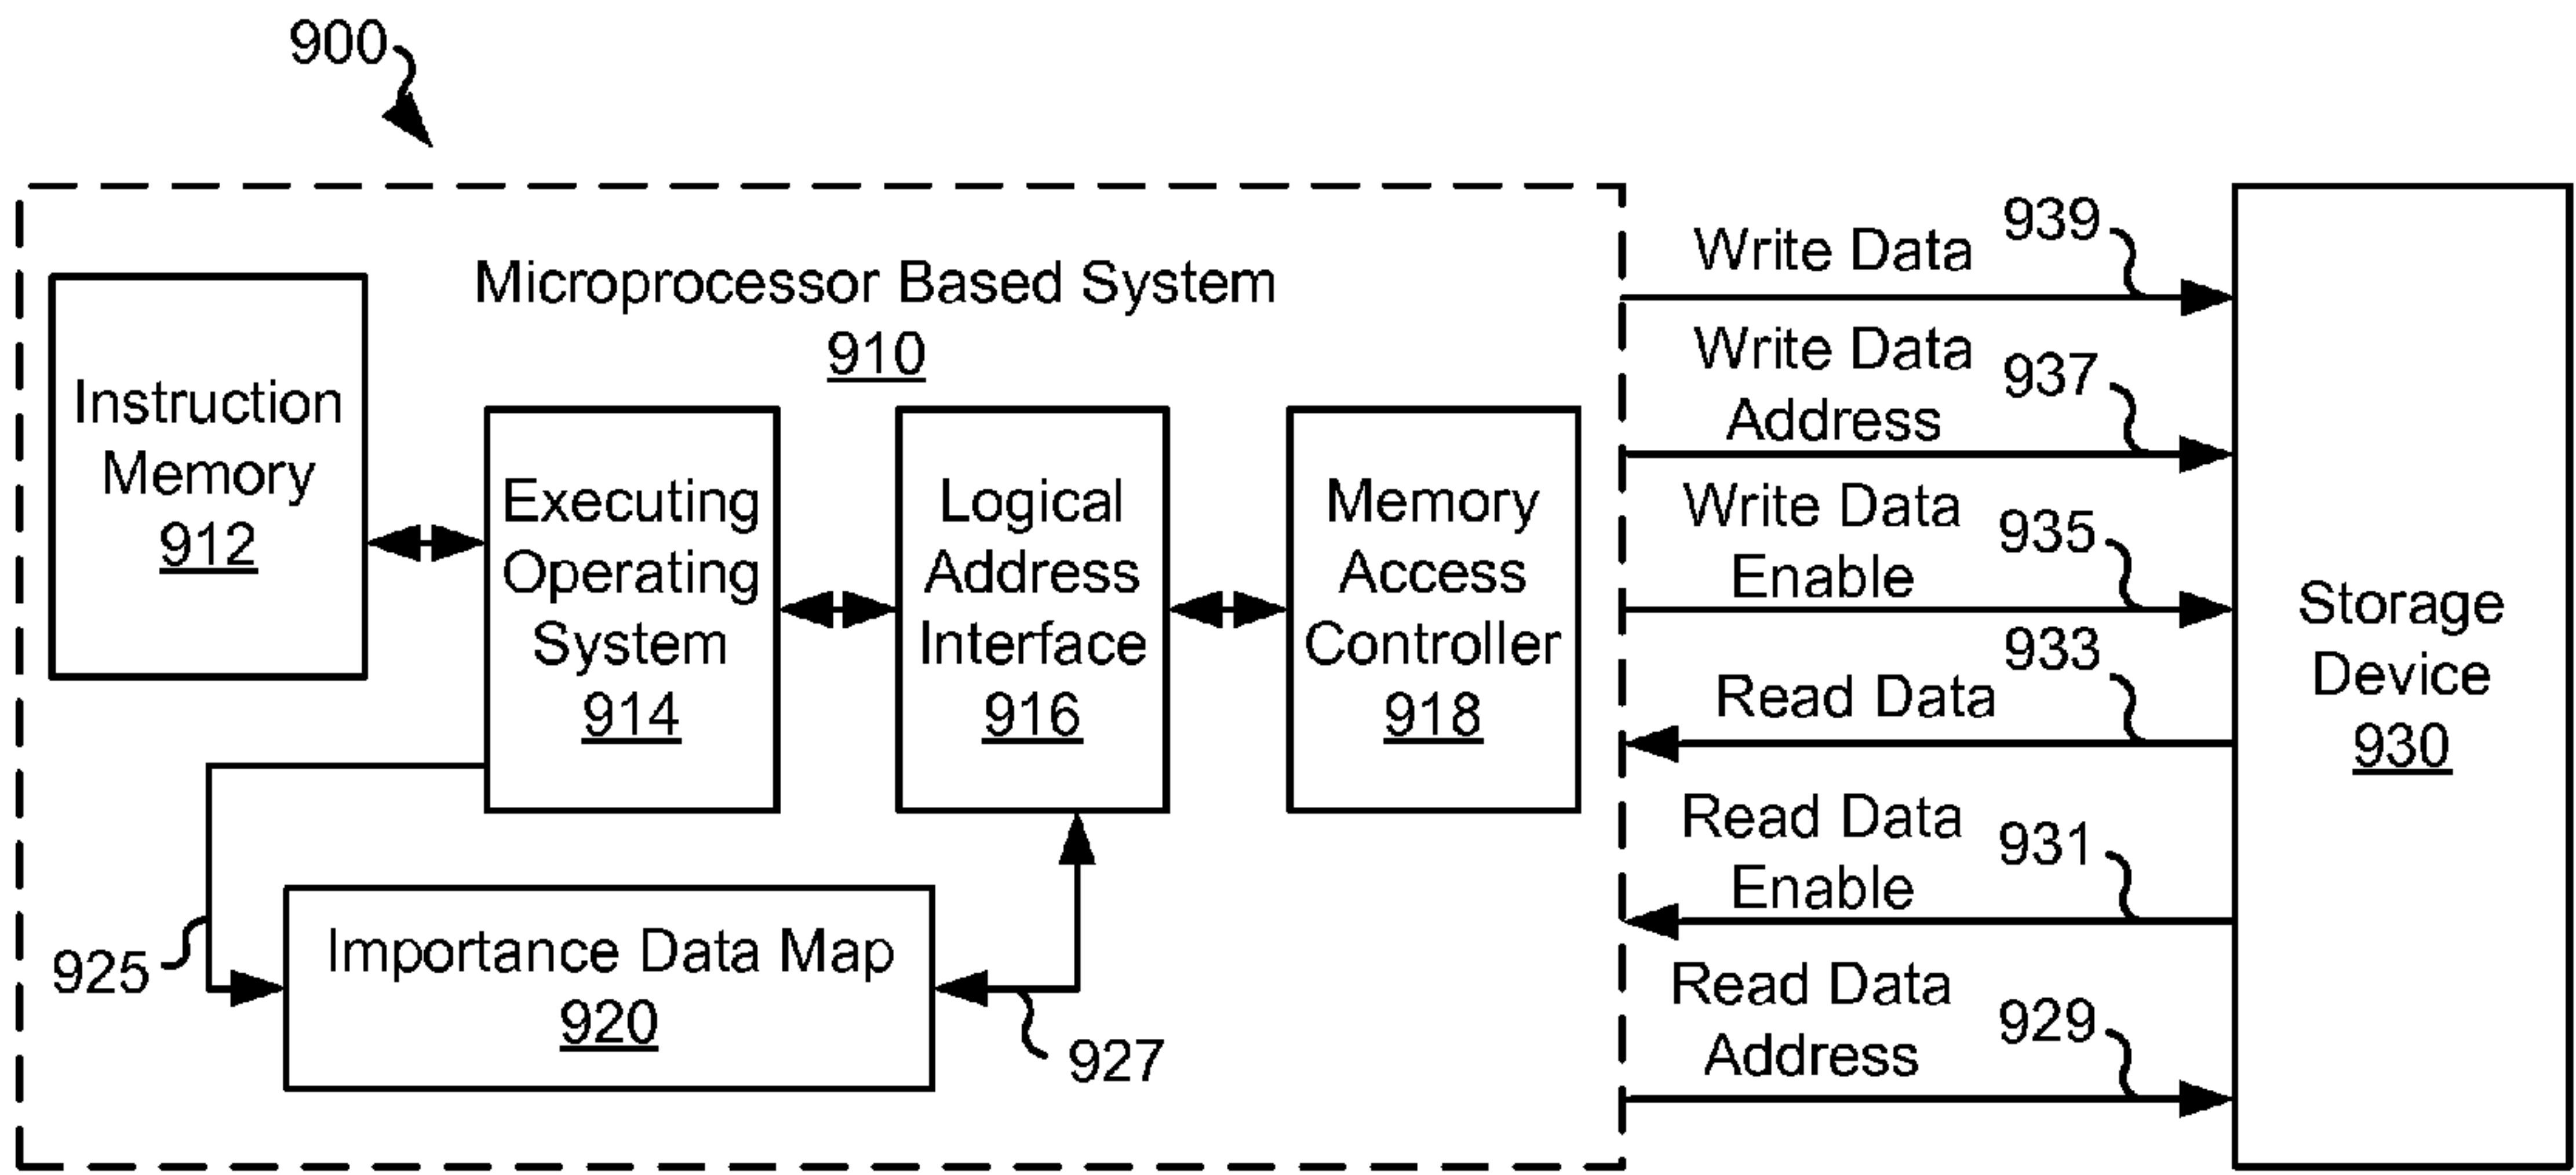 900
Microprocessor Based System
910
Instruction
Memory
912
Executing
Operating
System
914
Logical
Address
Interface
916
Memory
Access
Controller
918
925
Importance Data Map
920
927
Write Data
939
Write Data
Address
937
Write Data
Enable
935
Read Data
933
Read Data
Enable
931
Read Data
Address
929
Storage
Device
930